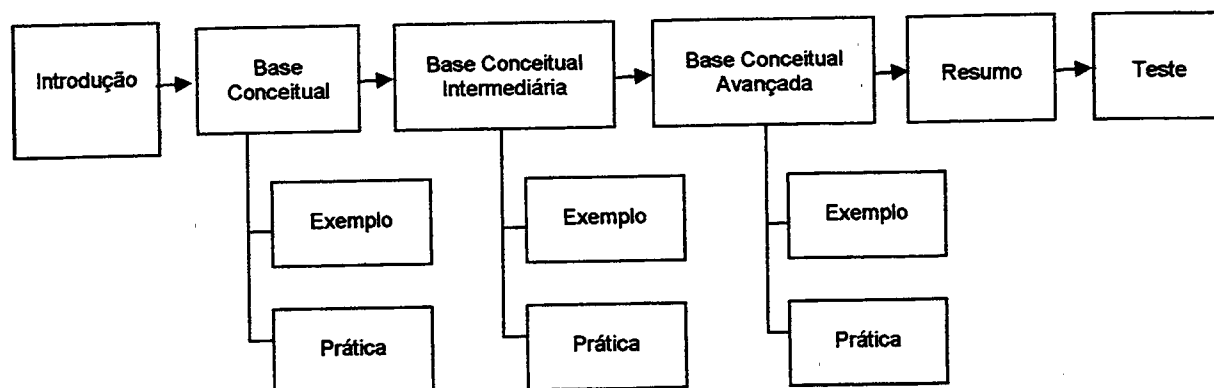 Introdução
Base
Conceitual
Base Conceitual
Intermediária
Base Conceitual
Avançada
Resumo
Teste
Exemplo
Exemplo
Exemplo
Prática
Prática
Prática